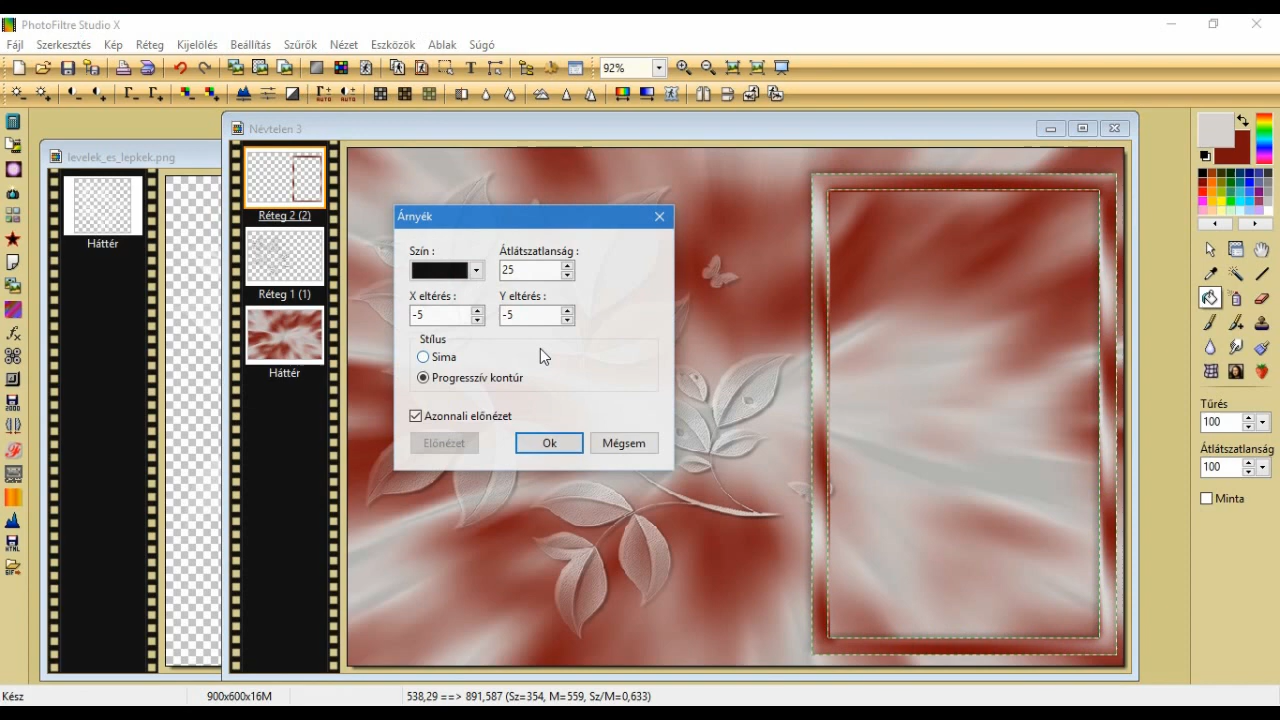 PhotoFiltre Studio X
Fájl Szerkesztés Kép Réteg Kijelölés Beállítás Szűrők Nézet Eszközök Ablak Súgó
92%
levelek_es_lepkek.png
Háttér
Névtelen 3
Réteg 2 (2)
Réteg 1 (1)
Háttér
Árnyék
Szín : Átlátszatlanság :
25
X eltérés : Y eltérés :
-5 -5
Stílus
Sima
Progresszív kontúr
Azonnali előnézet
Előnézet Ok Mégsem
Tűrés
100
Átlátszatlanság
100
Minta
Kész 900x600x16M 538,29 ==> 891,587 (Sz=354, M=559, Sz/M=0,633)